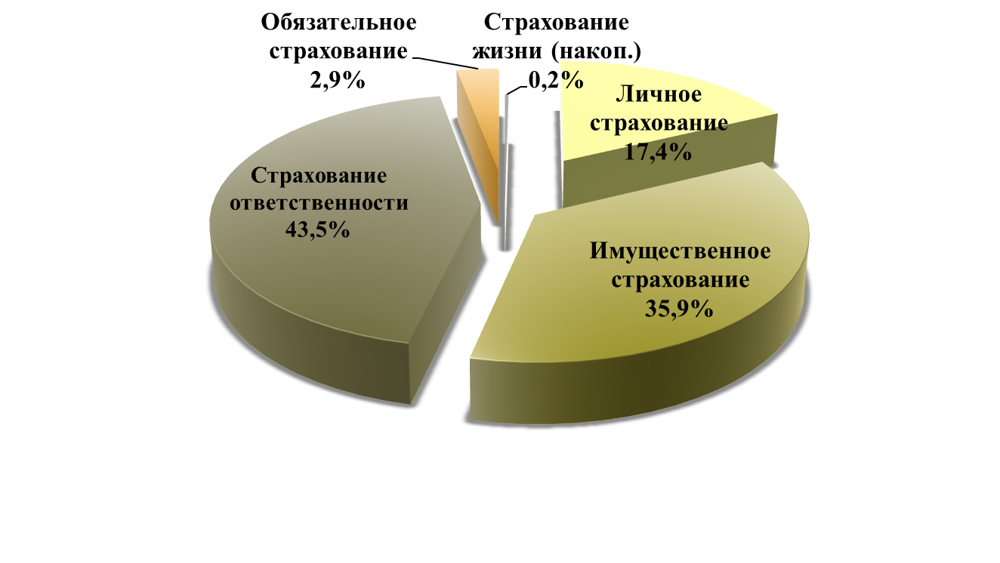 Обязательное
страхование
2,9%
Страхование
жизни (накоп.)
0,2%
Личное
страхование
17,4%
Страхование
ответственности
43,5%
Имущественное
страхование
35,9%